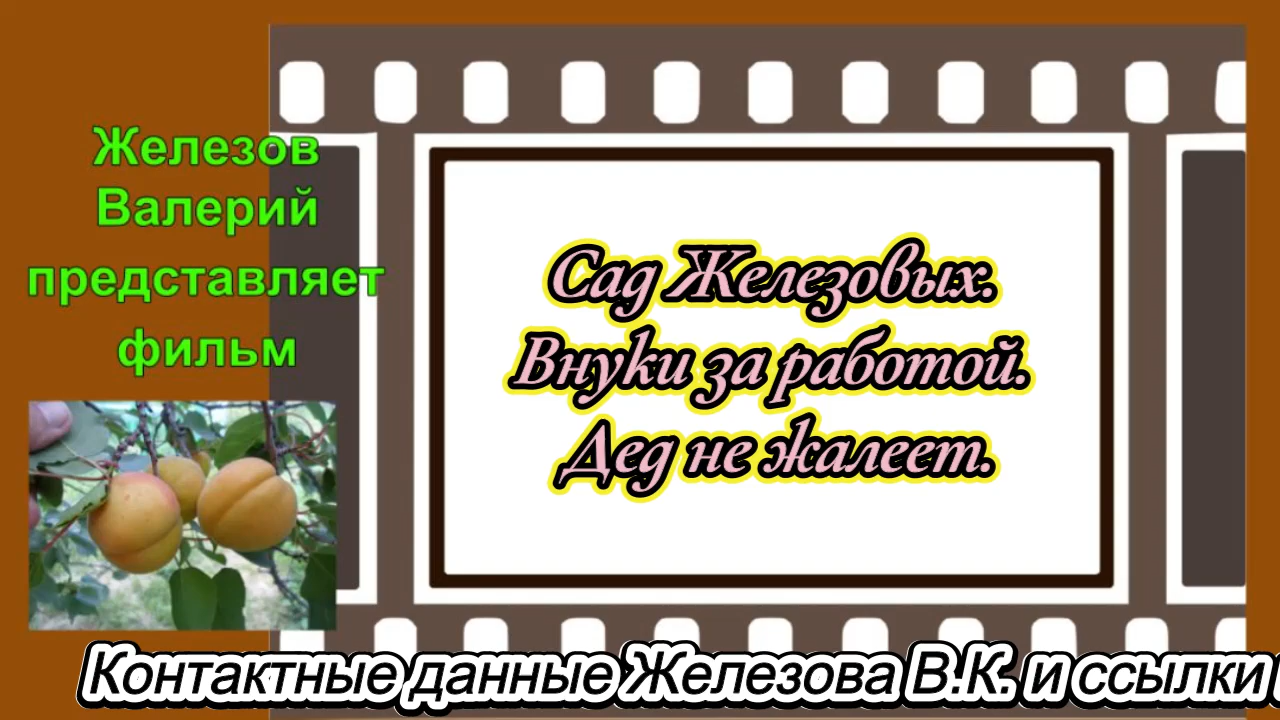 Железов
Валерий
представляет
фильм
Сад Железовых.
Внуки за работой.
Дед не жалеет.
Контактные данные Железова В.К. и ссылки